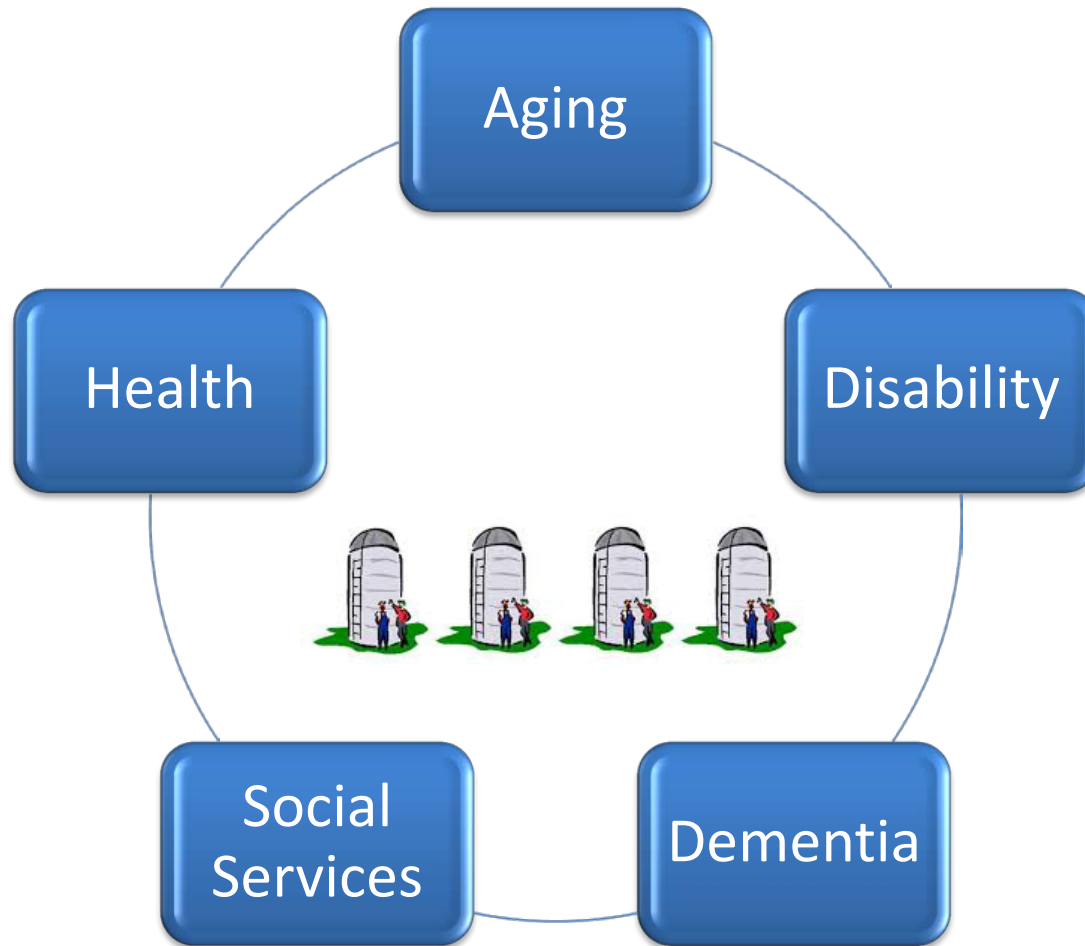 Aging
Health
Disability
Social
Services
Dementia